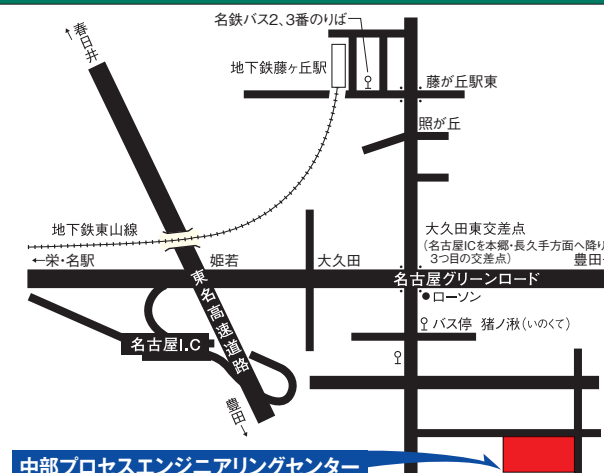 名鉄バス2、3番のりば
↑春日井
地下鉄藤ヶ丘駅
藤が丘駅東
照が丘
地下鉄東山線
大久田東交差点
(名古屋ICを本郷・長久手方面へ降り
3つ目の交差点)
←栄・名駅
姫若
大久田
豊田
東名高速道路
名古屋グリーンロード
ローソン
バス停 猪ノ湫(いのくて)
名古屋I.C
豊田→
中部プロセスエンジニアリングセンター